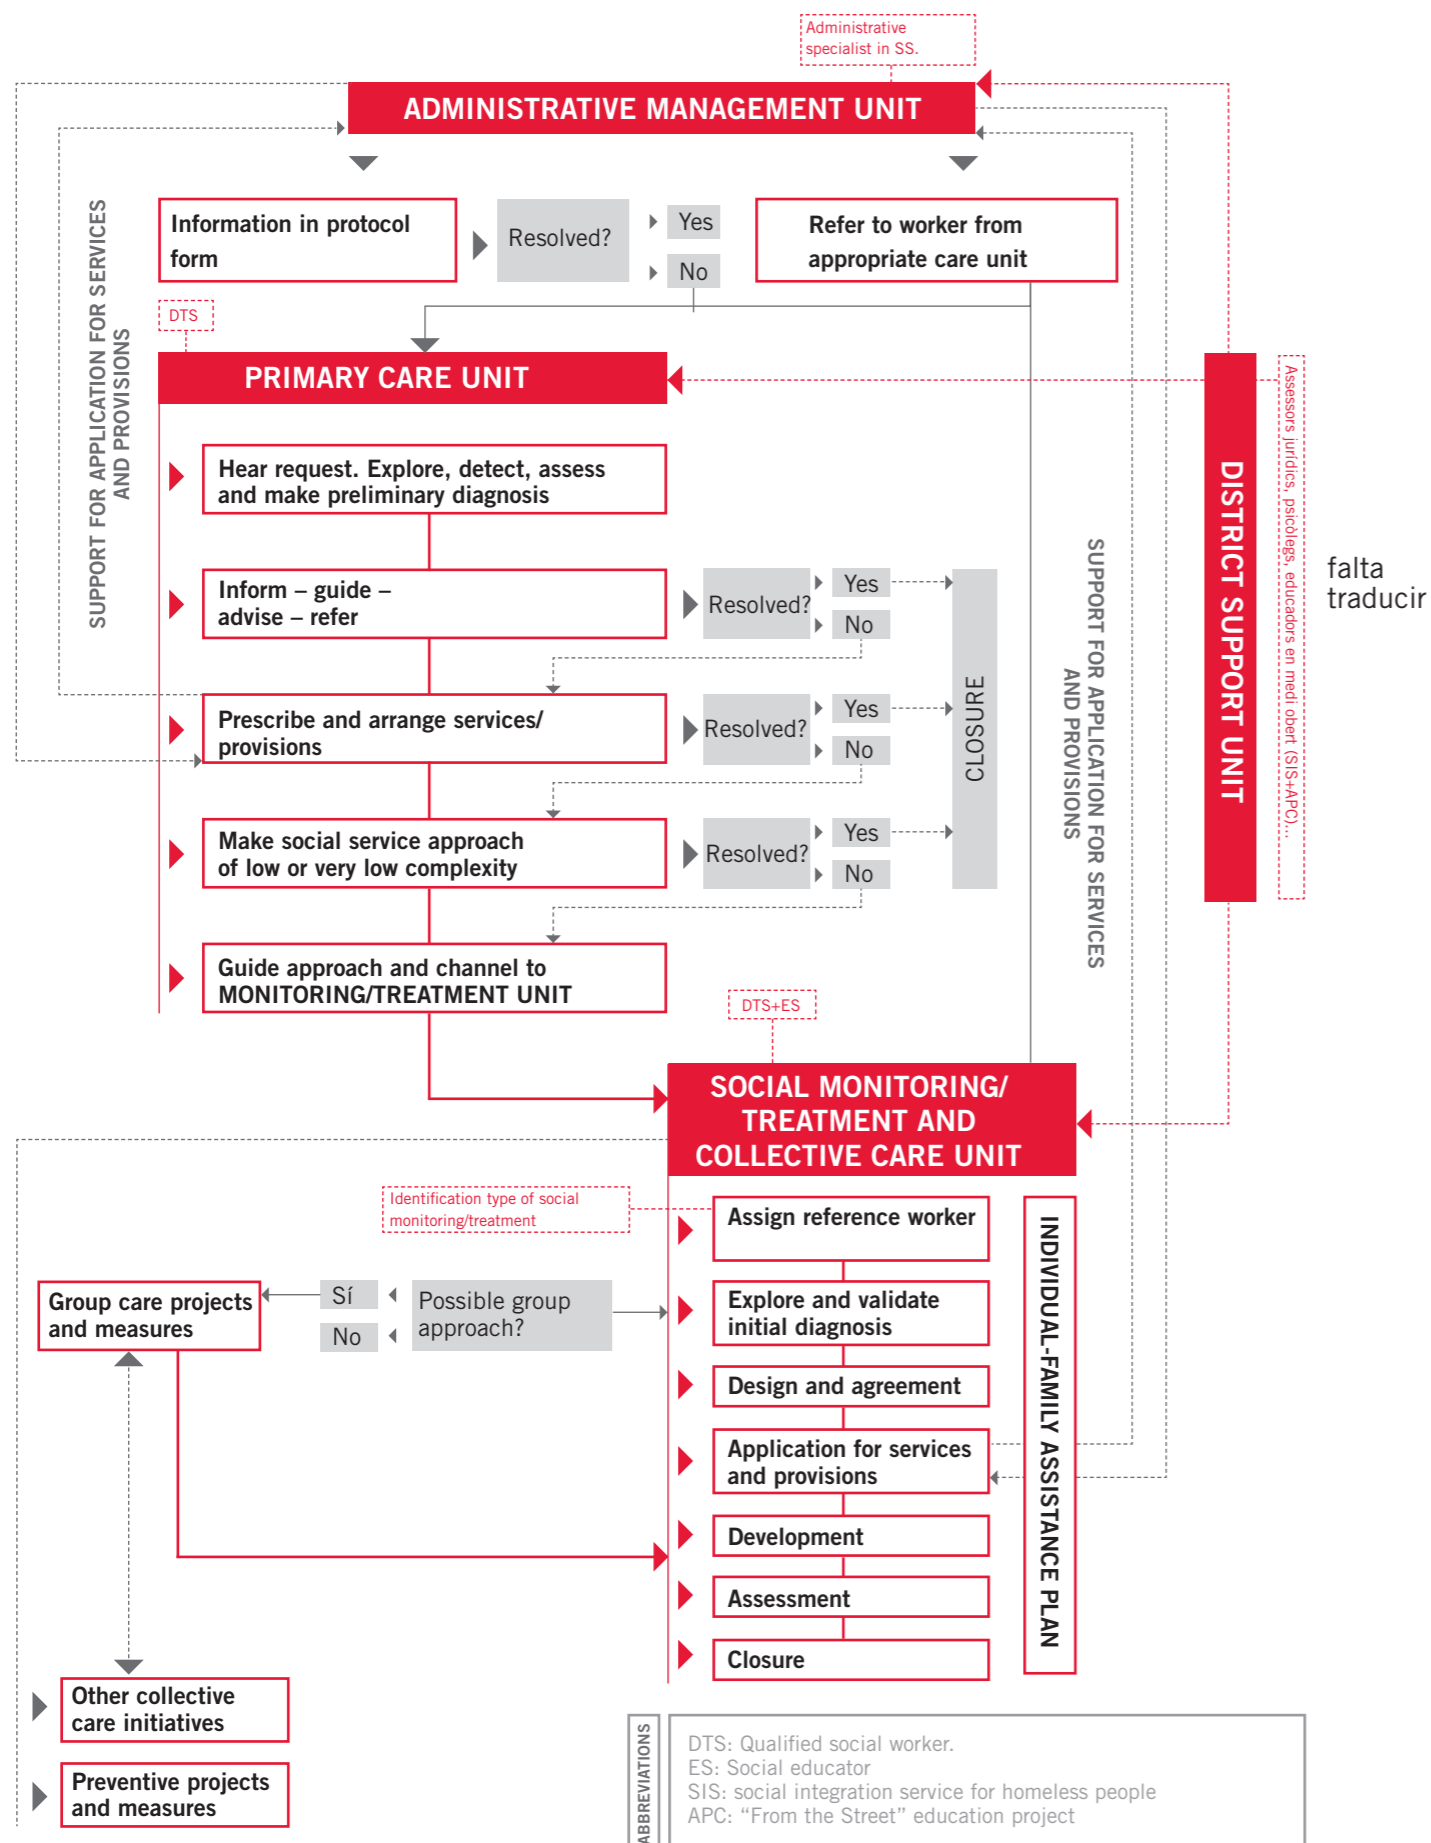 Administrative
specialist in SS.
ADMINISTRATIVE MANAGEMENT UNIT
SUPPORT FOR APPLICATION FOR SERVICES
AND PROVISIONS
Information in protocol
form
Resolved?
Yes
No
Refer to worker from
appropriate care unit
DTS
PRIMARY CARE UNIT
Hear request. Explore, detect, assess
and make preliminary diagnosis
Inform – guide –
advise – refer
Resolved?
Yes
No
Prescribe and arrange services/
provisions
Resolved?
Yes
No
Make social service approach
of low or very low complexity
Resolved?
Yes
No
CLOSURE
Guide approach and channel to
MONITORING/TREATMENT UNIT
SUPPORT FOR APPLICATION FOR SERVICES
AND PROVISIONS
DISTRICT SUPPORT UNIT
Assessors jurídics, psicòlegs, educadors en medi obert (SIS+APC)...
falta
traducir
DTS+ES
SOCIAL MONITORING/
TREATMENT AND
COLLECTIVE CARE UNIT
Identification type of social
monitoring/treatment
Assign reference worker
Explore and validate
initial diagnosis
Design and agreement
Application for services
and provisions
Development
Assessment
Closure
INDIVIDUAL-FAMILY ASSISTANCE PLAN
Possible group
approach?
Sí
No
Group care projects
and measures
Other collective
care initiatives
Preventive projects
and measures
ABBREVIATIONS
DTS: Qualified social worker.
ES: Social educator
SIS: social integration service for homeless people
APC: “From the Street” education project